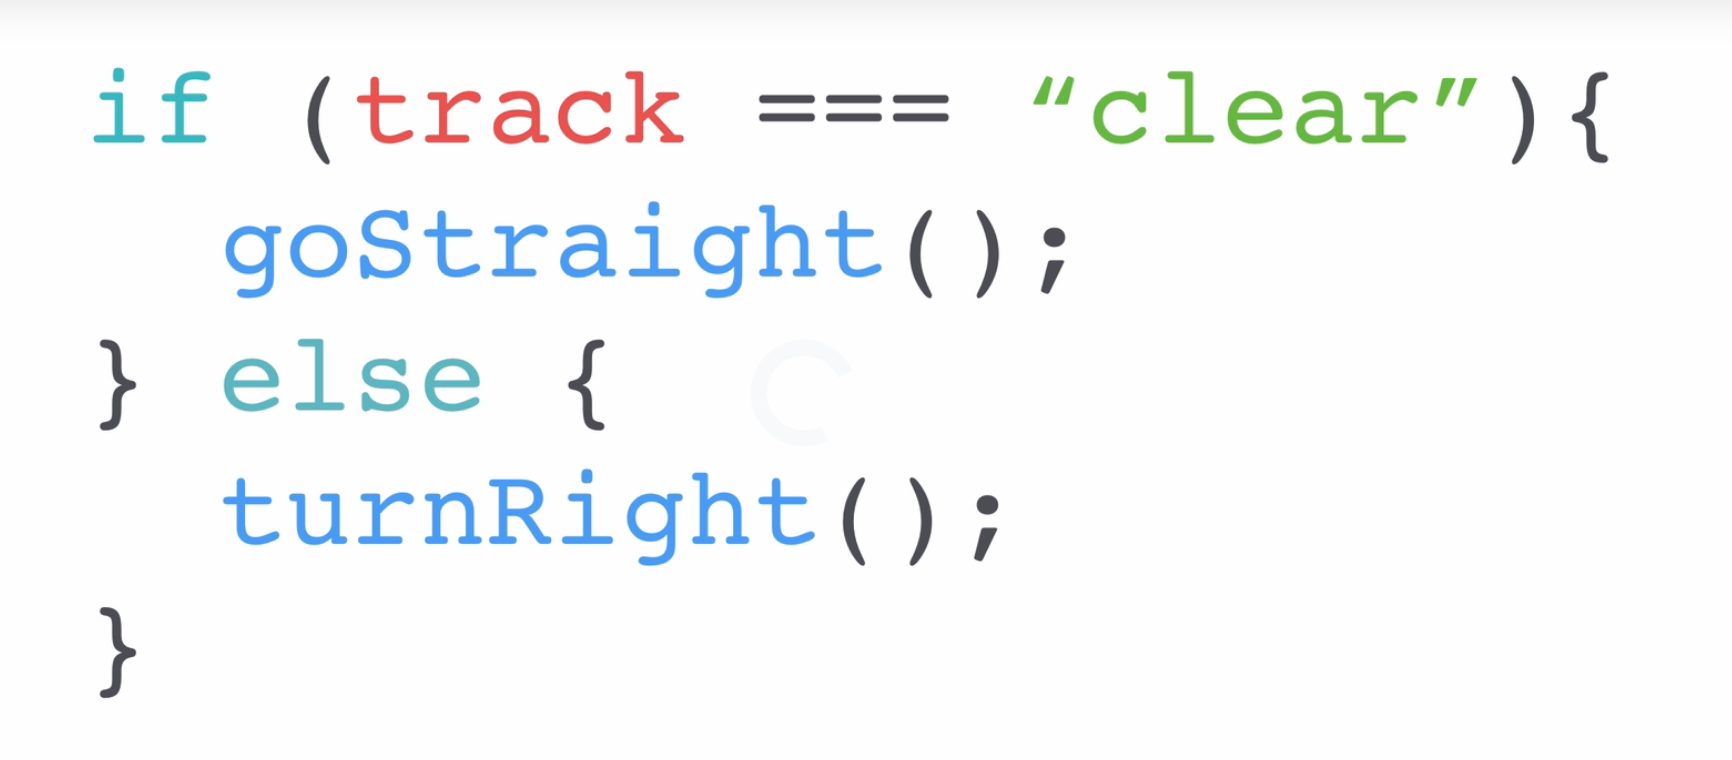 if (track === “clear”){
  goStraight();
} else {
  turnRight();
}